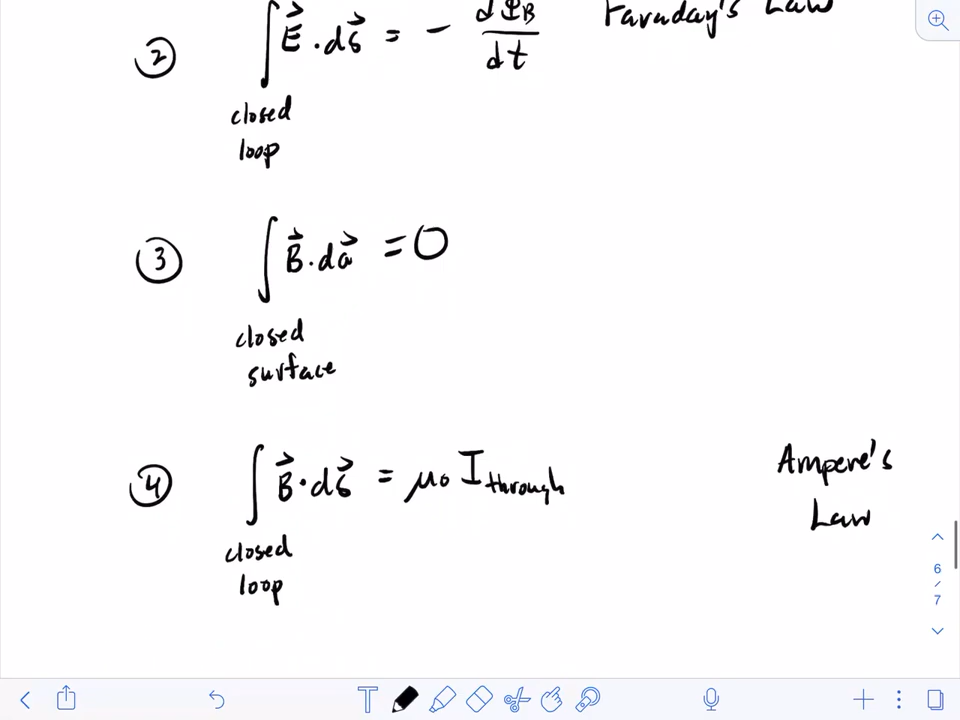 ② ∫ E⃗ · ds⃗ = − dΦB/dt Faraday's Law
closed
loop
③ ∫ B⃗ · da⃗ = 0
closed
surface
④ ∫ B⃗ · ds⃗ = μ₀ I through
Ampere's
Law
closed
loop
6
/
7